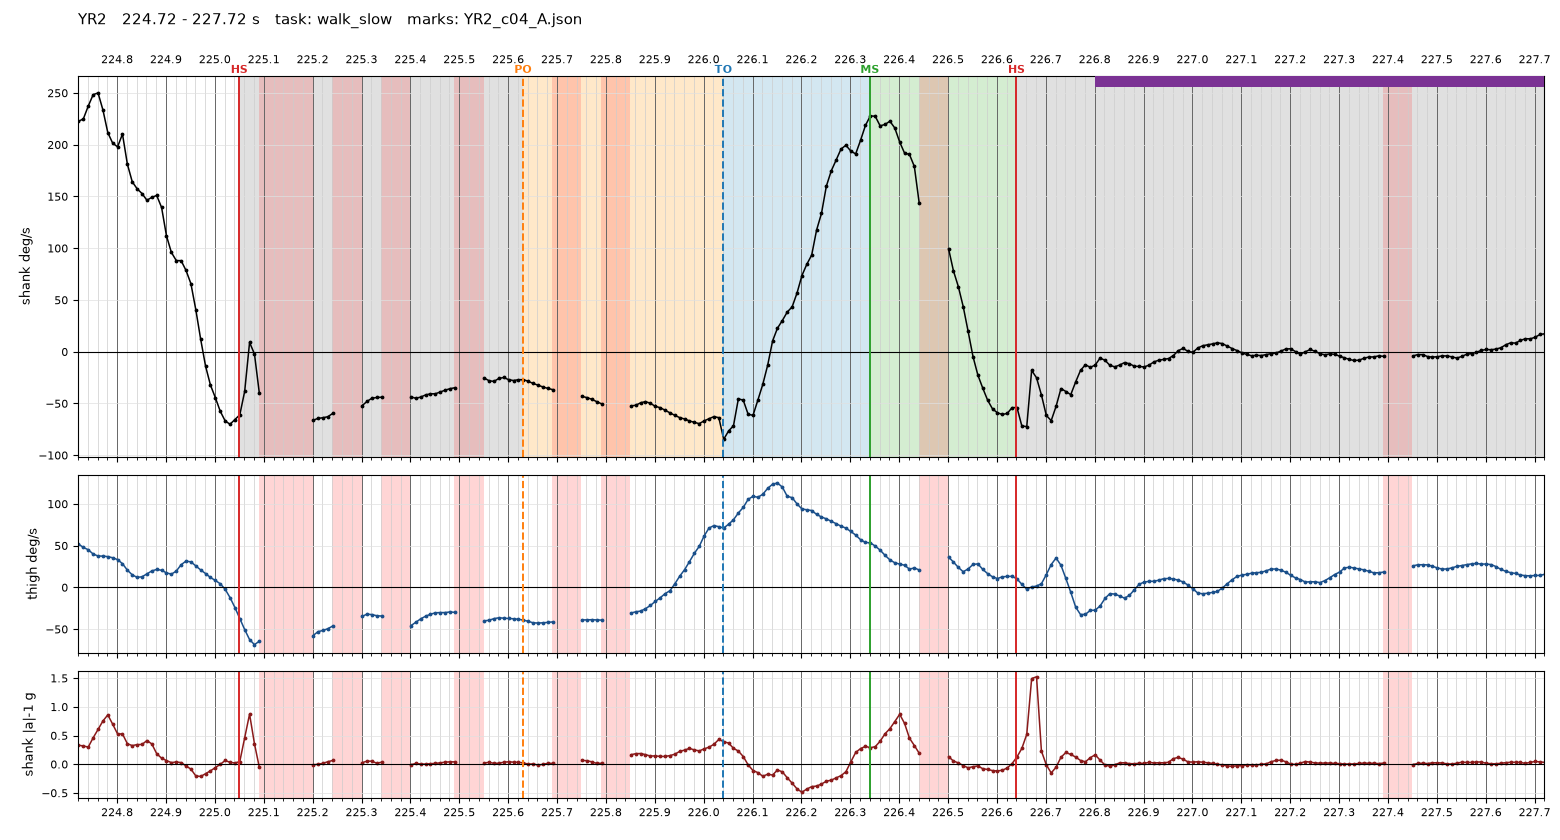 YR2   224.72 - 227.72 s   task: walk_slow   marks: YR2_c04_A.json
224.8 224.9 225.0 225.1 225.2 225.3 225.4 225.5 225.6 225.7 225.8 225.9 226.0 226.1 226.2 226.3 226.4 226.5 226.6 226.7 226.8 226.9 227.0 227.1 227.2 227.3 227.4 227.5 227.6 227.7
HS PO TO MS HS
shank deg/s
250
200
150
100
50
0
−50
−100
thigh deg/s
100
50
0
−50
shank |a|-1 g
1.5
1.0
0.5
0.0
−0.5
224.8 224.9 225.0 225.1 225.2 225.3 225.4 225.5 225.6 225.7 225.8 225.9 226.0 226.1 226.2 226.3 226.4 226.5 226.6 226.7 226.8 226.9 227.0 227.1 227.2 227.3 227.4 227.5 227.6 227.7